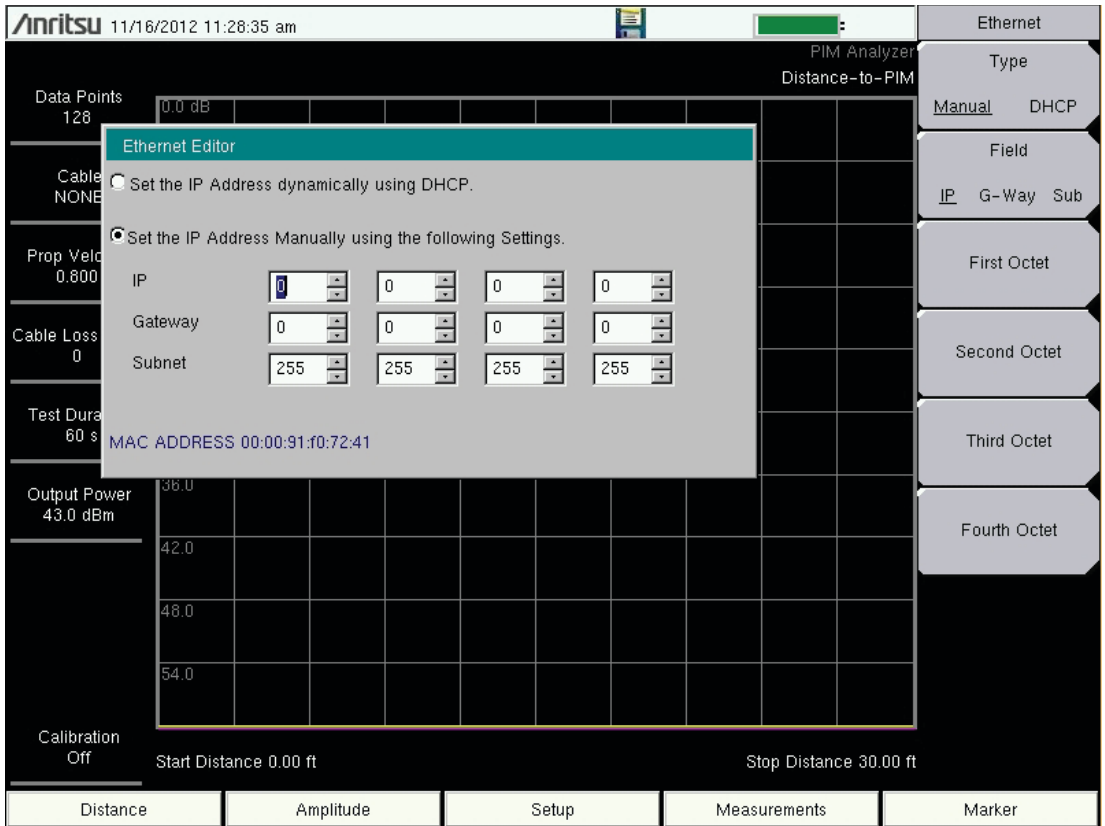 Anritsu 11/16/2012 11:28:35 am
Ethernet
PIM Analyzer
Distance-to-PIM
Data Points
128
Cable
NONE
Prop Velo
0.800
Cable Loss
0
Test Dura
60 s
Output Power
43.0 dBm
Calibration
Off
0.0 dB
Ethernet Editor
Set the IP Address dynamically using DHCP.
Set the IP Address Manually using the following Settings.
IP 0 0 0 0
Gateway 0 0 0 0
Subnet 255 255 255 255
MAC ADDRESS 00:00:91:f0:72:41
36.0
42.0
48.0
54.0
Start Distance 0.00 ft Stop Distance 30.00 ft
Type
Manual DHCP
Field
IP G-Way Sub
First Octet
Second Octet
Third Octet
Fourth Octet
Distance Amplitude Setup Measurements Marker